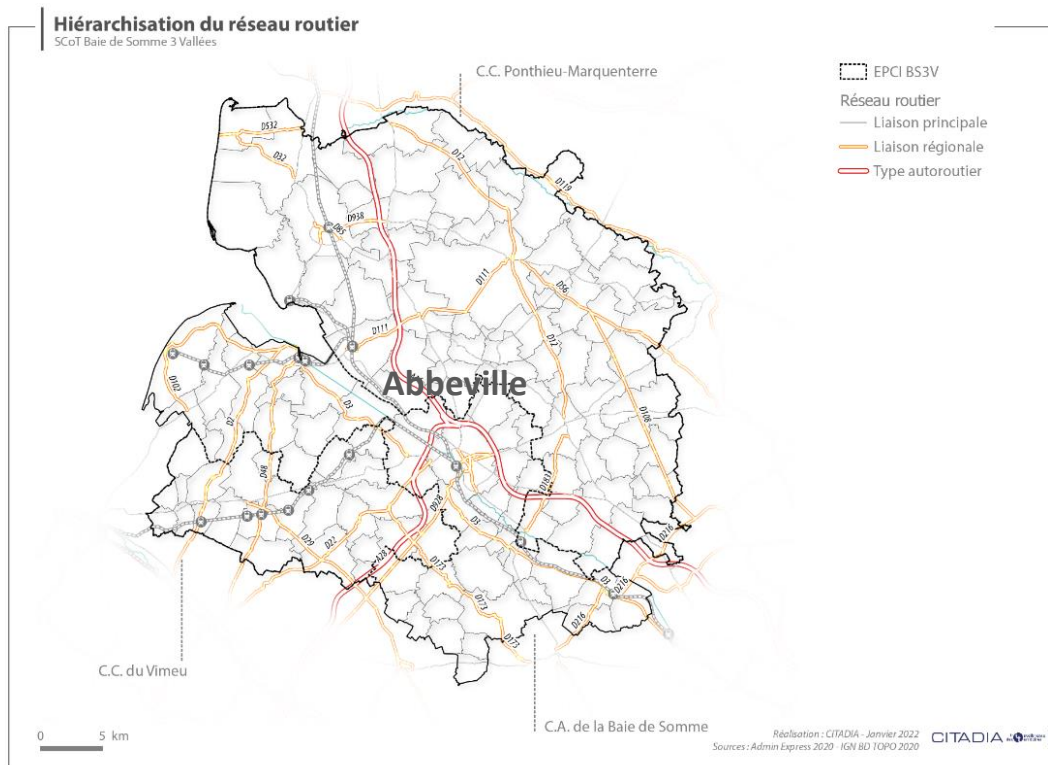 Hiérarchisation du réseau routier
SCoT Baie de Somme 3 Vallées
C.C. Ponthieu-Marquenterre
EPCI BS3V
Réseau routier
Liaison principale
Liaison régionale
Type autoroutier
D532
D32
D12
D119
D938
D85
D111
D56
D111
D12
Abbeville
D102
D2
D3
D108
D48
D928
D3
D29
D22
A28
D173
D216
D3
D216
D173
D216
D173
C.C. du Vimeu
C.A. de la Baie de Somme
0 5 km
Réalisation : CITADIA - Janvier 2022
Sources : Admin Express 2020 - IGN BD TOPO 2020
CITADIA